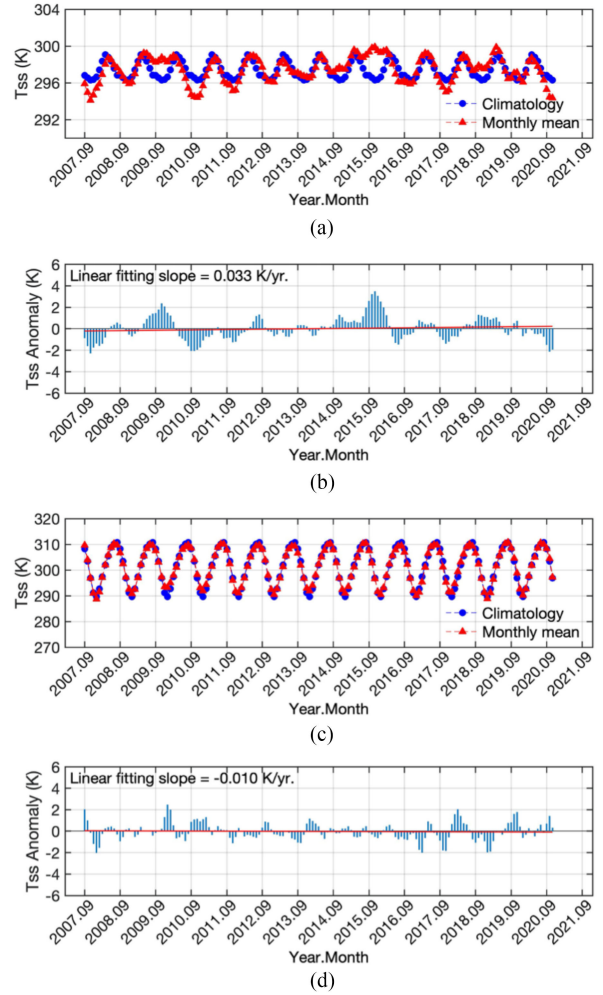 304
300
296
292
Tss (K)
Climatology
Monthly mean
2007.09 2008.09 2009.09 2010.09 2011.09 2012.09 2013.09 2014.09 2015.09 2016.09 2017.09 2018.09 2019.09 2020.09 2021.09
Year.Month
(a)
Linear fitting slope = 0.033 K/yr.
6
4
2
0
-2
-4
-6
Tss Anomaly (K)
2007.09 2008.09 2009.09 2010.09 2011.09 2012.09 2013.09 2014.09 2015.09 2016.09 2017.09 2018.09 2019.09 2020.09 2021.09
Year.Month
(b)
320
310
300
290
270
Tss (K)
Climatology
Monthly mean
2007.09 2008.09 2009.09 2010.09 2011.09 2012.09 2013.09 2014.09 2015.09 2016.09 2017.09 2018.09 2019.09 2020.09 2021.09
Year.Month
(c)
Linear fitting slope = -0.010 K/yr.
6
4
2
0
-2
-4
-6
Tss Anomaly (K)
2007.09 2008.09 2009.09 2010.09 2011.09 2012.09 2013.09 2014.09 2015.09 2016.09 2017.09 2018.09 2019.09 2020.09 2021.09
Year.Month
(d)